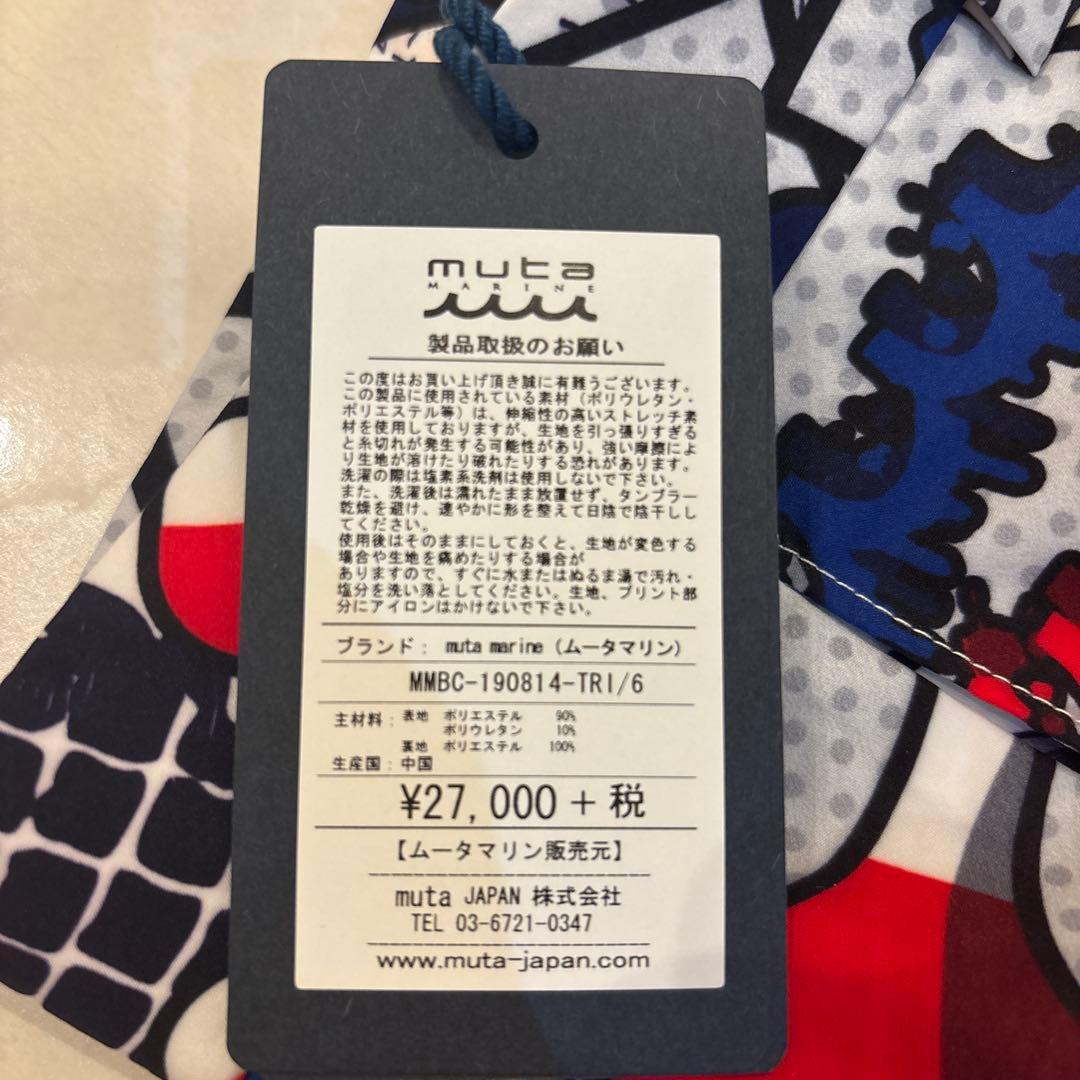 muta
MARINE
製品取扱のお願い
この度はお買い上げ頂き誠に有難うございます。
この製品に使用されている素材（ポリウレタン・
ポリエステル等）は、伸縮性の高いストレッチ素
材を使用しておりますが、生地を引っ張りすぎる
と糸切れが発生する可能性があり、強い摩擦によ
り生地が溶けたり破れたりする恐れがあります。
洗濯の際は塩素系洗剤は使用しないで下さい。
また、洗濯後は濡れたまま放置せず、タンブラー
乾燥を避け、速やかに形を整えて日陰で陰干しし
てください。
使用後はそのままにしておくと、生地が変色する
場合や生地を痛めたりする場合が
ありますので、すぐに水またはぬるま湯で汚れ・
塩分を洗い落としてください。生地、プリント部
分にアイロンはかけないで下さい。
ブランド： muta marine（ムータマリン）
MMBC-190814-TRI/6
主材料：表地 ポリエステル 90%
ポリウレタン 10%
裏地 ポリエステル 100%
生産国：中国
¥27,000＋税
【ムータマリン販売元】
muta JAPAN 株式会社
TEL 03-6721-0347
www.muta-japan.com